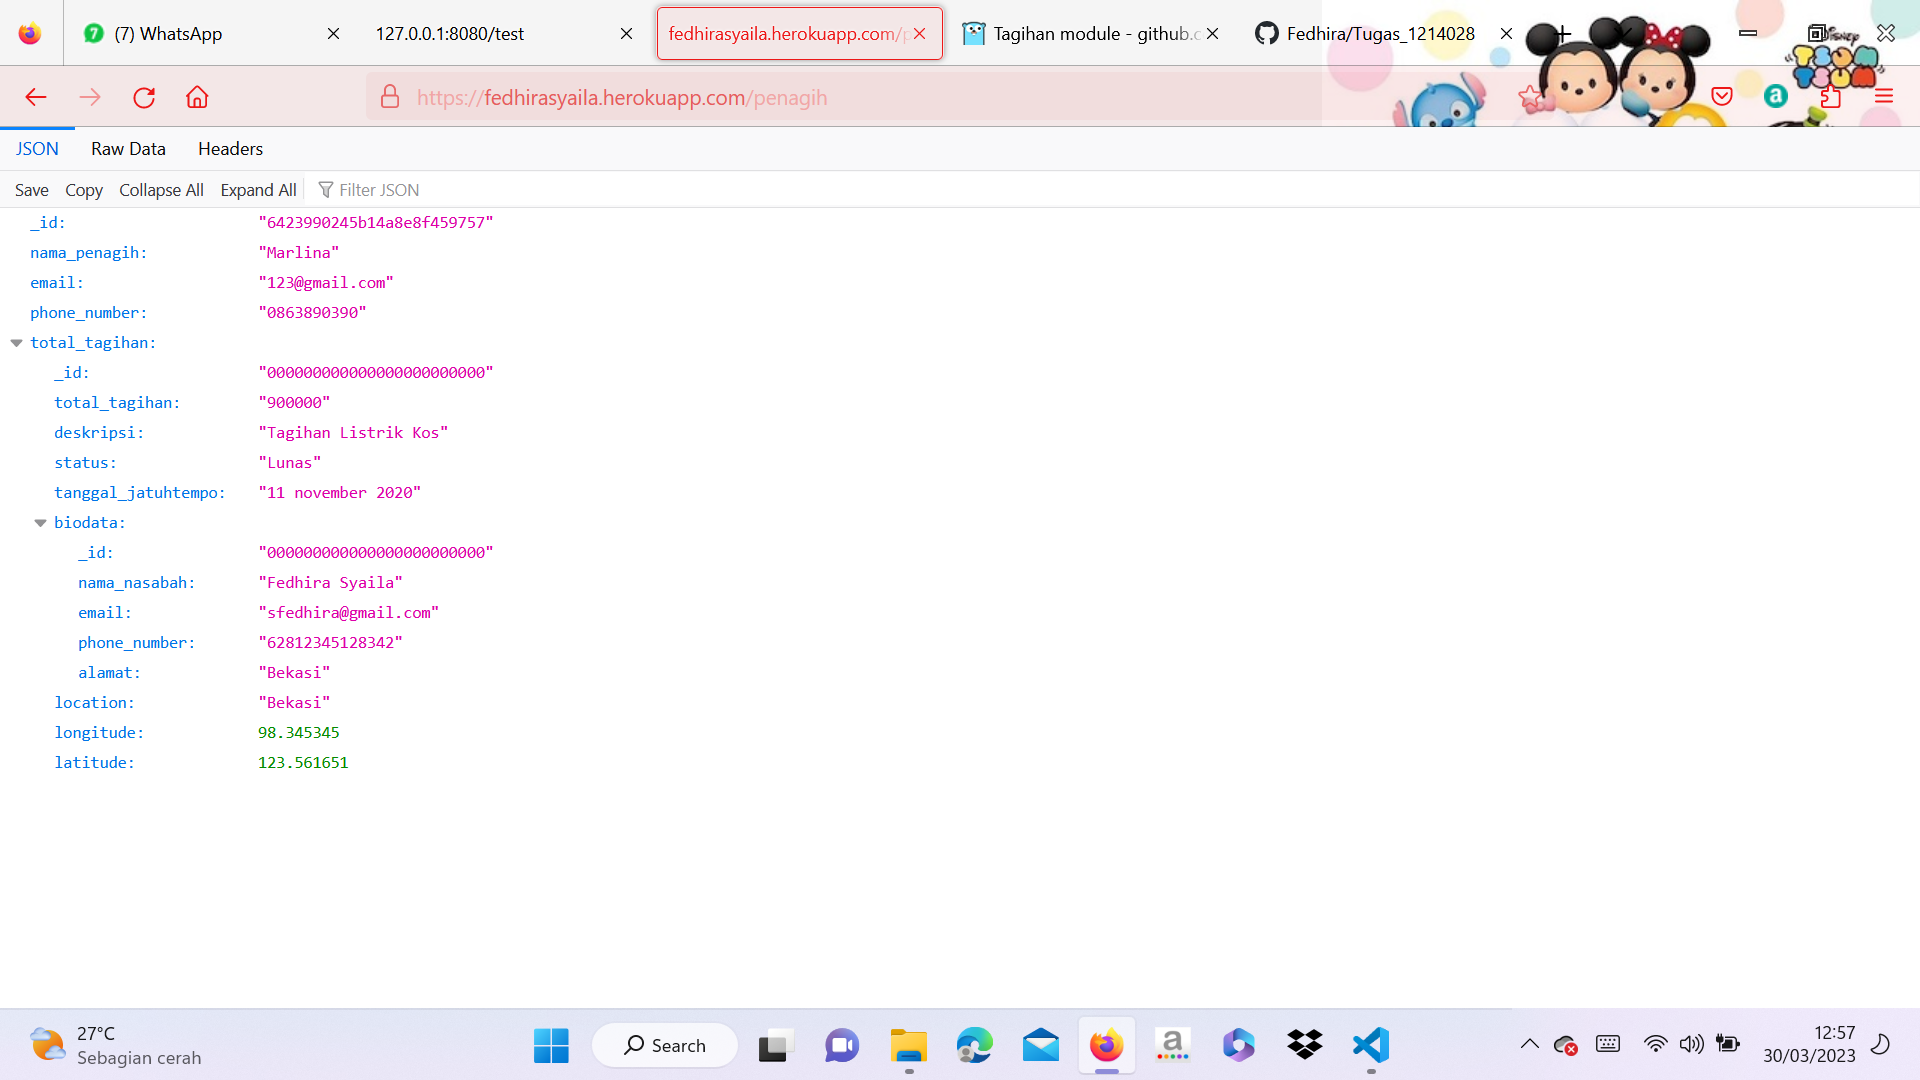 (7) WhatsApp
127.0.0.1:8080/test
fedhirasyaila.herokuapp.com/p
Tagihan module - github.c
Fedhira/Tugas_1214028
Disney
TSUM
TSUM
https://fedhirasyaila.herokuapp.com/penagih
JSON
Raw Data
Headers
Save
Copy
Collapse All
Expand All
Filter JSON
_id: "6423990245b14a8e8f459757"
nama_penagih: "Marlina"
email: "123@gmail.com"
phone_number: "0863890390"
total_tagihan:
_id: "000000000000000000000000"
total_tagihan: "900000"
deskripsi: "Tagihan Listrik Kos"
status: "Lunas"
tanggal_jatuhtempo: "11 november 2020"
biodata:
_id: "000000000000000000000000"
nama_nasabah: "Fedhira Syaila"
email: "sfedhira@gmail.com"
phone_number: "62812345128342"
alamat: "Bekasi"
location: "Bekasi"
longitude: 98.345345
latitude: 123.561651
27°C
Sebagian cerah
Search
12:57
30/03/2023